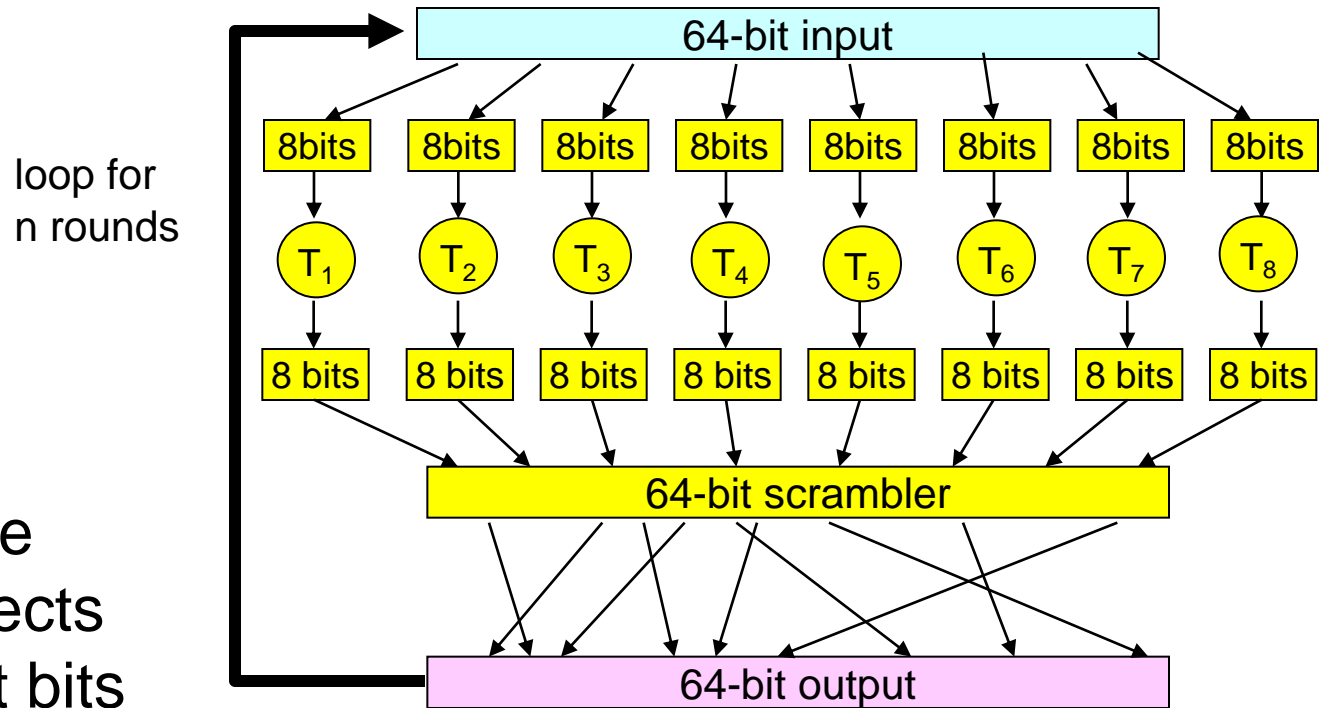 64-bit input
8bits 8bits 8bits 8bits 8bits 8bits 8bits 8bits
loop for
n rounds
T1 T2 T3 T4 T5 T6 T7 T8
8 bits 8 bits 8 bits 8 bits 8 bits 8 bits 8 bits 8 bits
64-bit scrambler
64-bit output
t bits